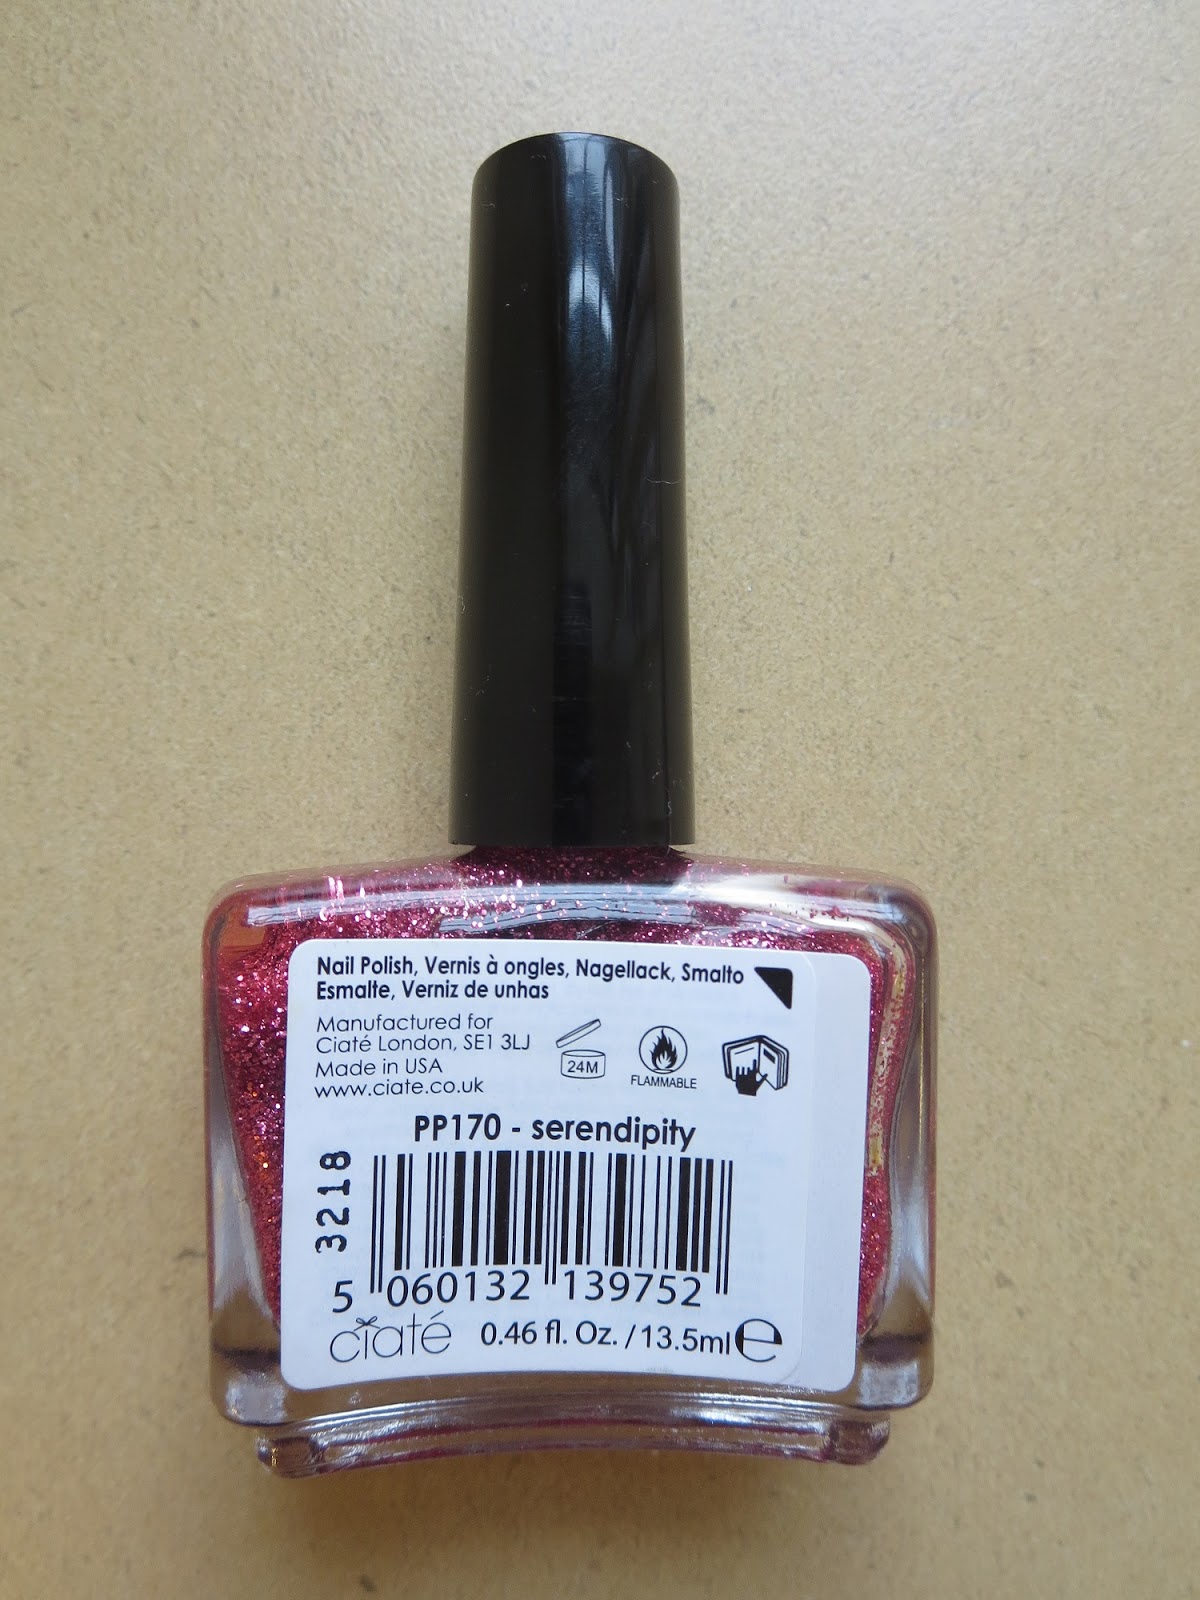 Nail Polish, Vernis à ongles, Nagellack, Smalto
Esmalte, Verniz de unhas
Manufactured for
Ciaté London, SE1 3LJ
Made in USA
www.ciate.co.uk
24M
FLAMMABLE
PP170 - serendipity
3218
5 060132 139752
ciaté 0.46 fl. Oz. / 13.5ml e